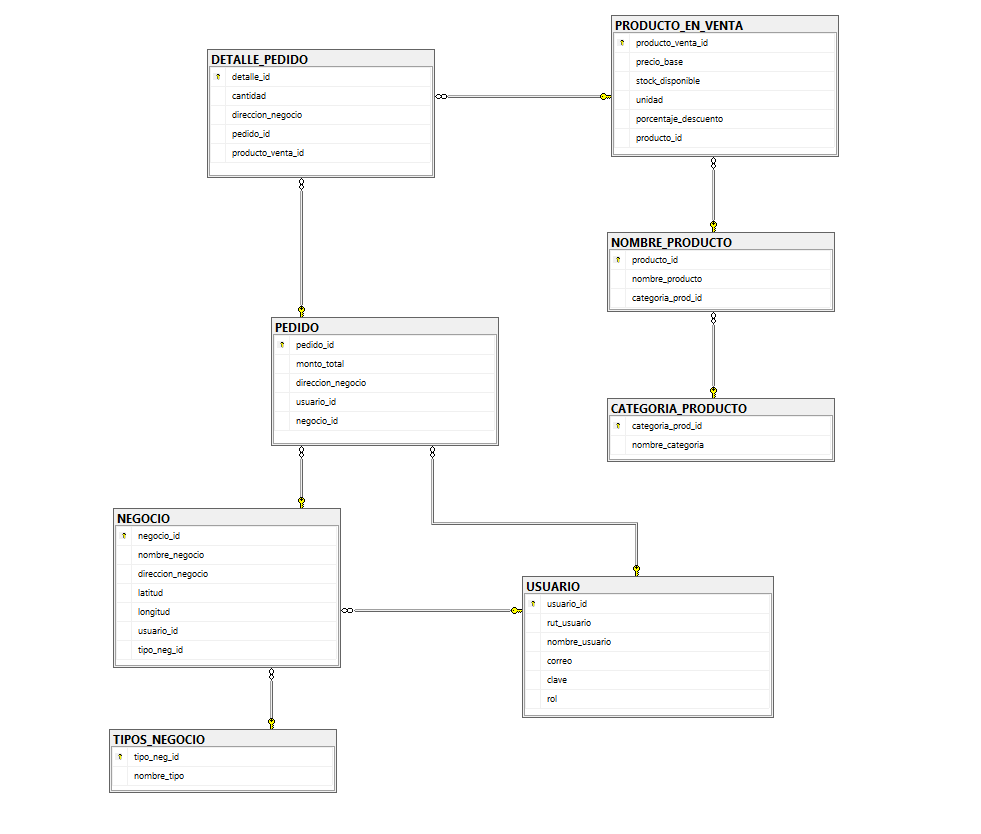 PRODUCTO_EN_VENTA
producto_venta_id
precio_base
stock_disponible
unidad
porcentaje_descuento
producto_id
DETALLE_PEDIDO
detalle_id
cantidad
direccion_negocio
pedido_id
producto_venta_id
NOMBRE_PRODUCTO
producto_id
nombre_producto
categoria_prod_id
PEDIDO
pedido_id
monto_total
direccion_negocio
usuario_id
negocio_id
CATEGORIA_PRODUCTO
categoria_prod_id
nombre_categoria
NEGOCIO
negocio_id
nombre_negocio
direccion_negocio
latitud
longitud
usuario_id
tipo_neg_id
USUARIO
usuario_id
rut_usuario
nombre_usuario
correo
clave
rol
TIPOS_NEGOCIO
tipo_neg_id
nombre_tipo